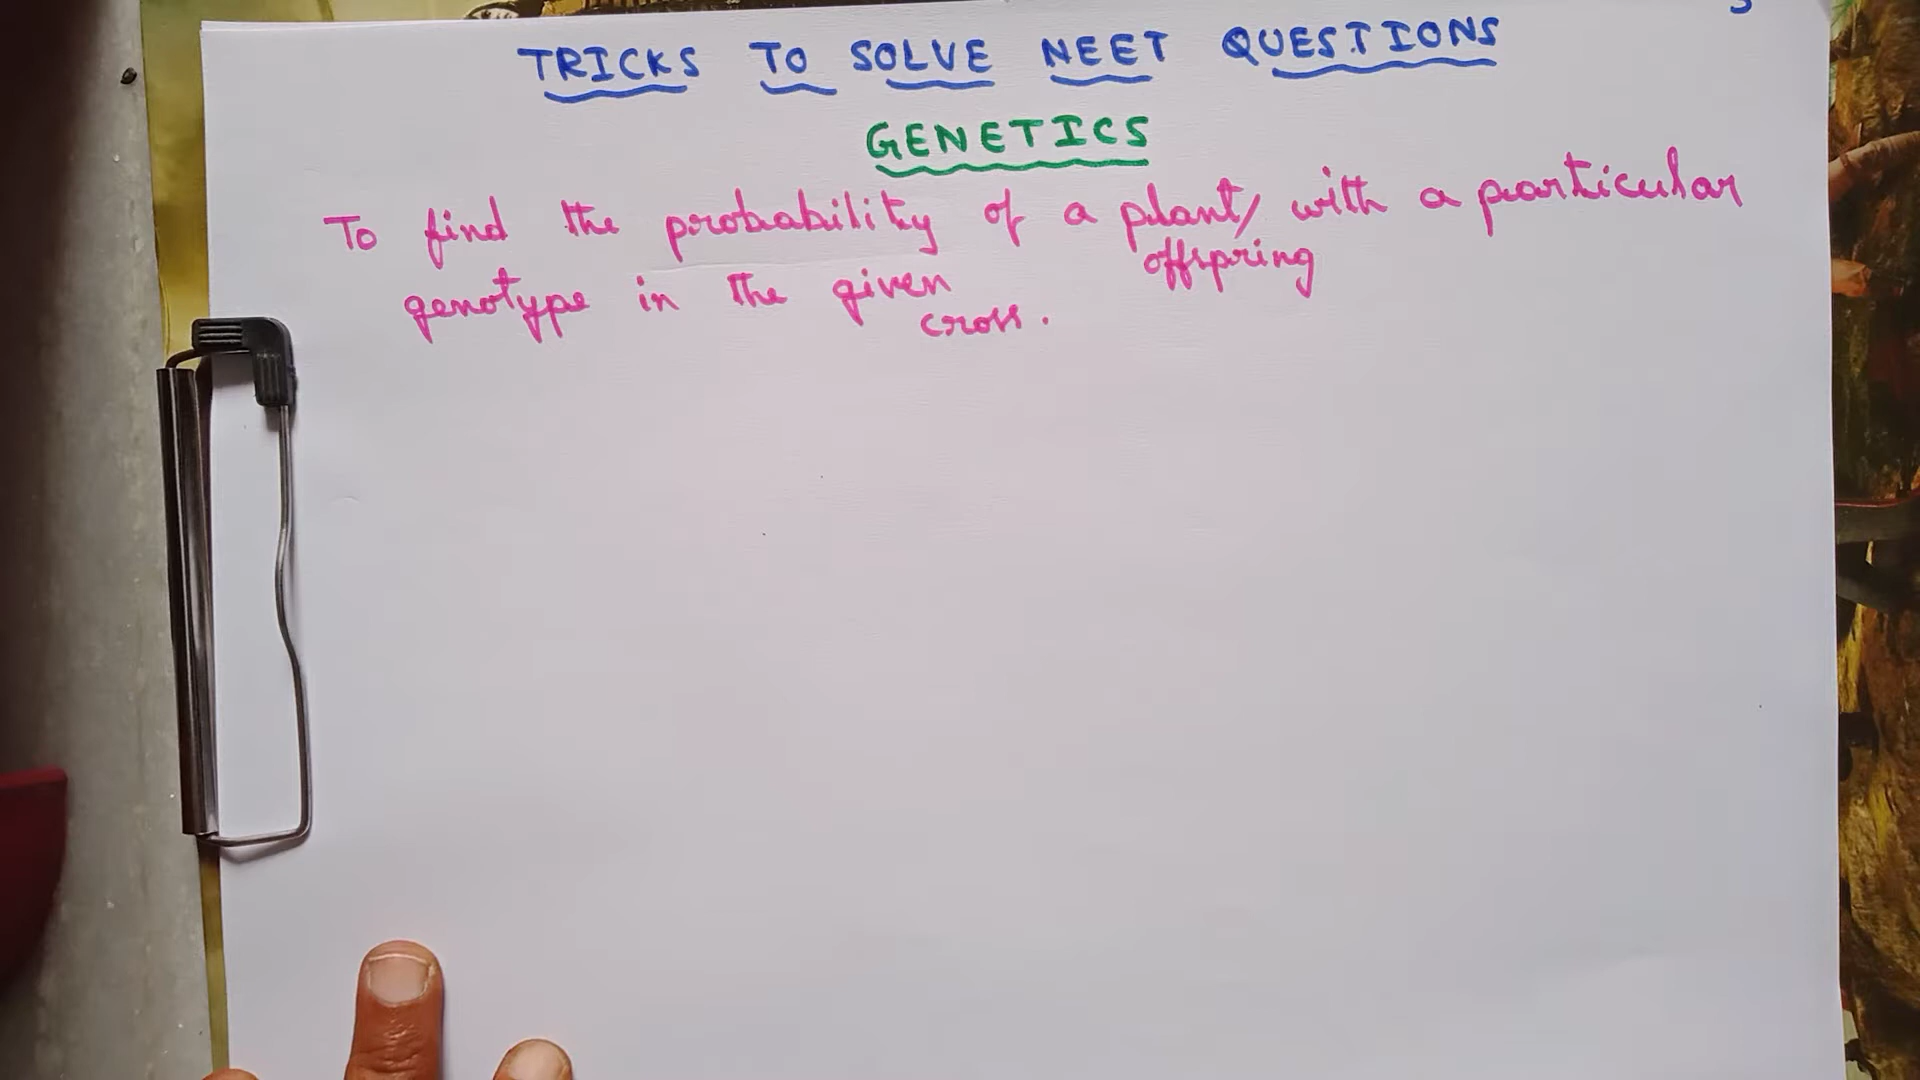 TRICKS TO SOLVE NEET QUESTIONS
GENETICS
To find the probability of a plant/ with a particular
offspring
genotype in the given
cross.